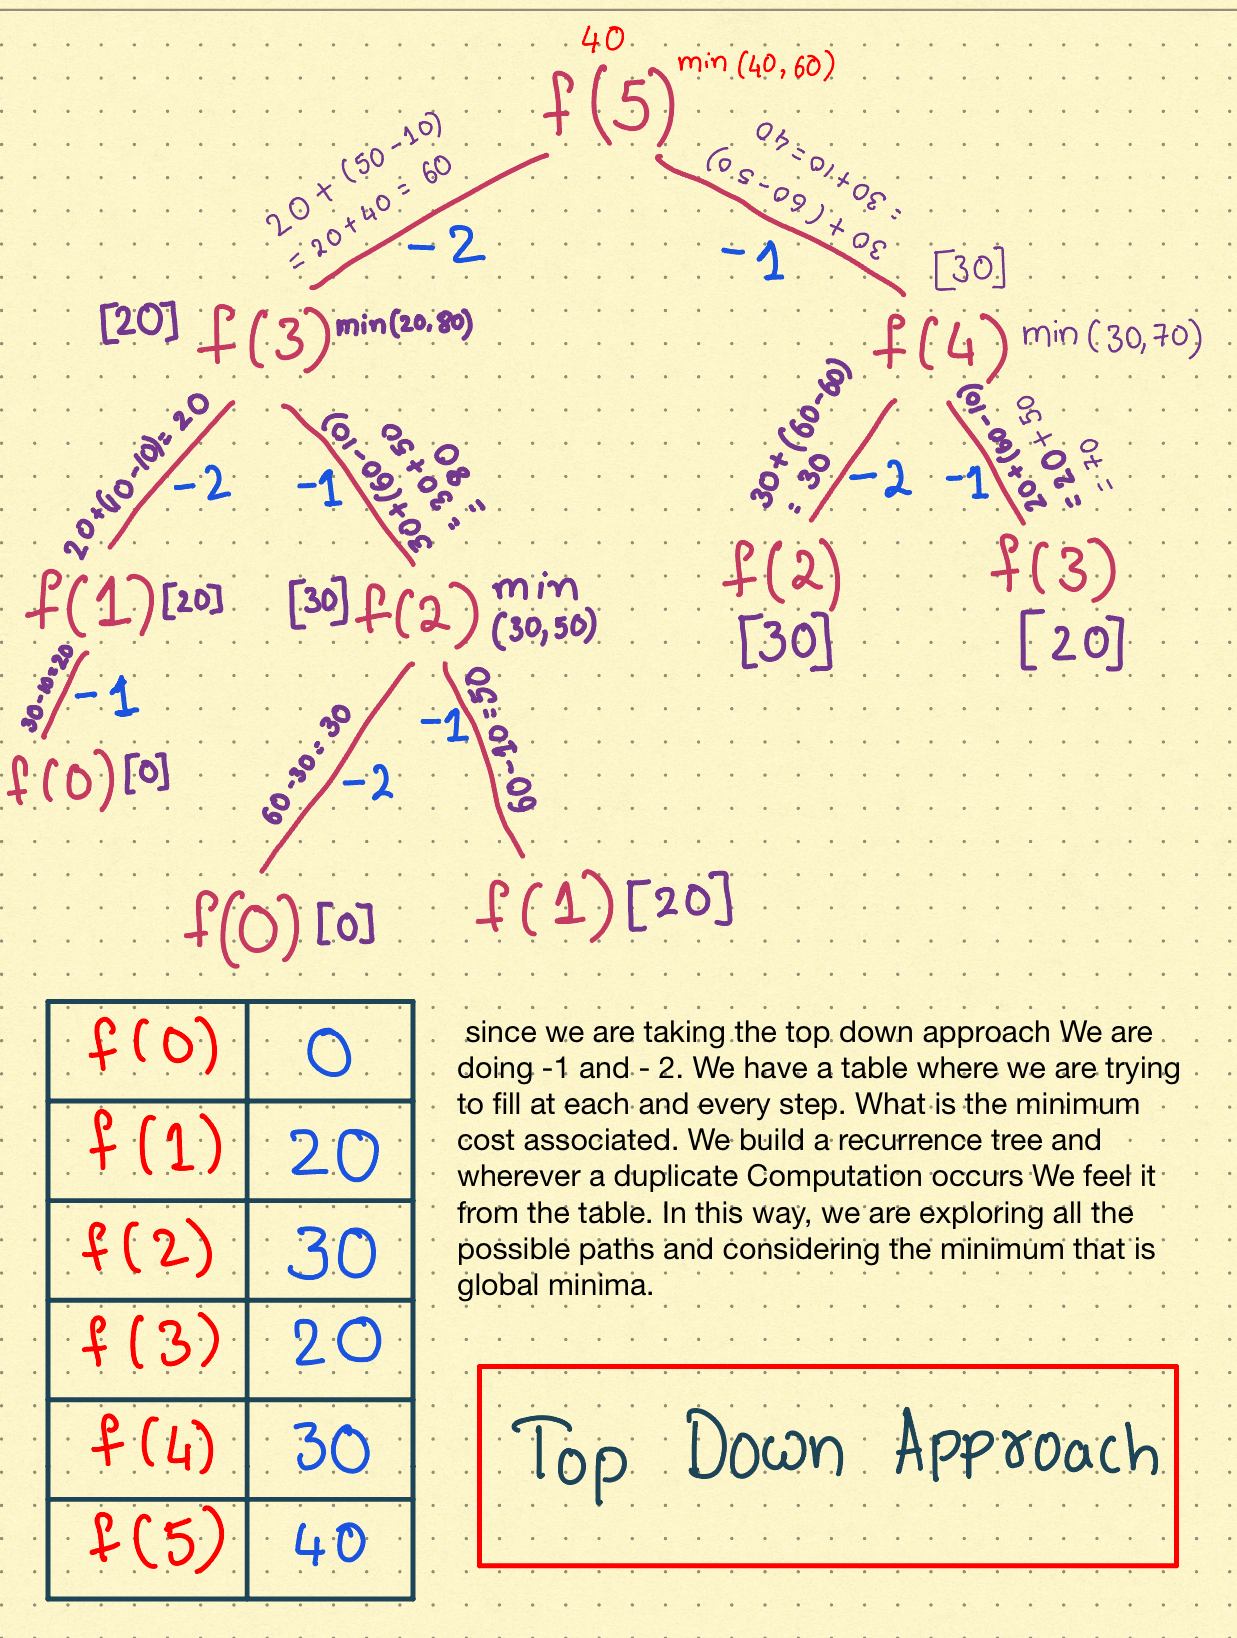 40
f(5) min (40, 60)
20 + (50 - 10)
= 20 + 40 = 60
30 + (60 - 50)
= 30 + 10 = 40
- 2
- 1
[30]
[20] f(3) min(20, 80)
f(4) min (30, 70)
20 + (10 - 10) = 20
- 2
- 1
30 + (60 - 10)
= 30 + 50
= 80
30 + (60 - 60)
= 30
- 2
- 1
20 + (60 - 10)
= 20 + 50
= 70
f(1) [20]
[30] f(2) min
(30, 50)
f(2)
[30]
f(3)
[20]
30 - 10 = 20
- 1
f(0) [0]
60 - 30 = 30
- 2
- 1
60 - 10 = 50
f(0) [0]
f(1) [20]
f(0) 0
f(1) 20
f(2) 30
f(3) 20
f(4) 30
f(5) 40
since we are taking the top down approach We are
doing -1 and - 2. We have a table where we are trying
to fill at each and every step. What is the minimum
cost associated. We build a recurrence tree and
wherever a duplicate Computation occurs We feel it
from the table. In this way, we are exploring all the
possible paths and considering the minimum that is
global minima.
Top Down Approach